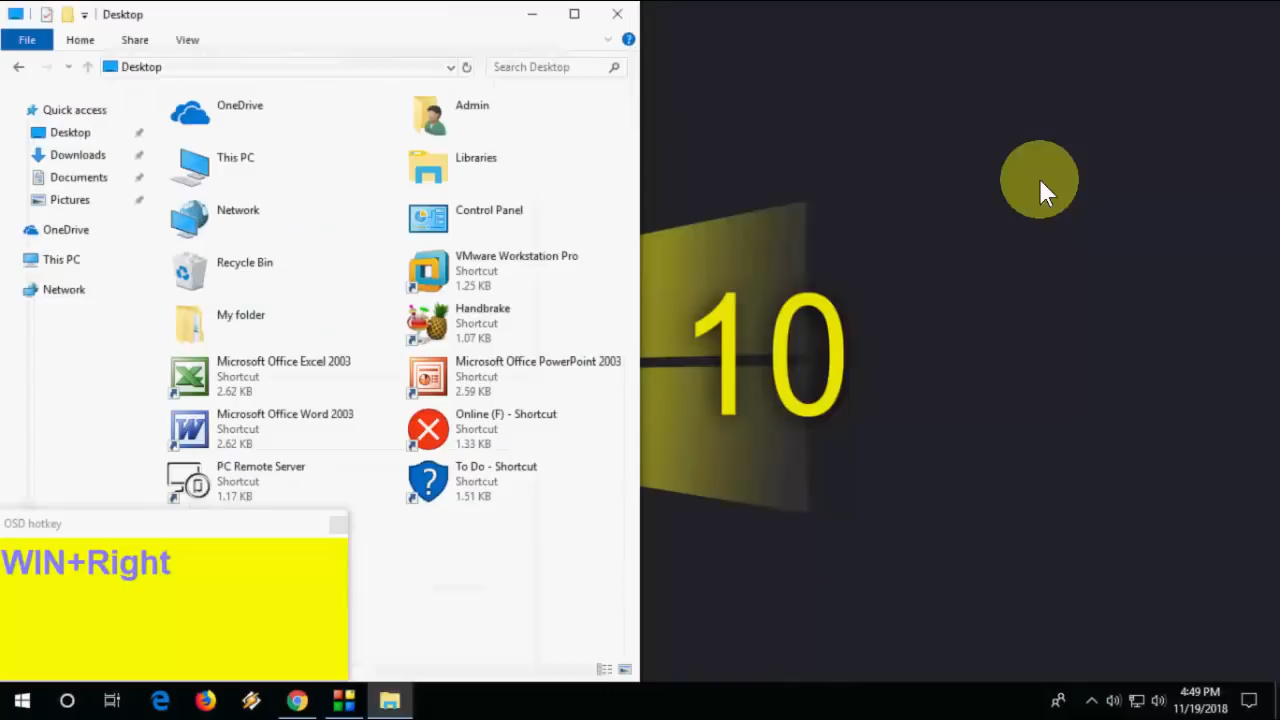 Desktop
File
Home
Share
View
Desktop
Search Desktop
Quick access
Desktop
Downloads
Documents
Pictures
OneDrive
This PC
Network
OneDrive
Admin
This PC
Libraries
Network
Control Panel
Recycle Bin
VMware Workstation Pro
Shortcut
1.25 KB
My folder
Handbrake
Shortcut
1.07 KB
Microsoft Office Excel 2003
Shortcut
2.62 KB
Microsoft Office PowerPoint 2003
Shortcut
2.59 KB
Microsoft Office Word 2003
Shortcut
2.62 KB
Online (F) - Shortcut
Shortcut
1.33 KB
PC Remote Server
Shortcut
1.17 KB
To Do - Shortcut
Shortcut
1.51 KB
OSD hotkey
WIN+Right
10
4:49 PM
11/19/2018